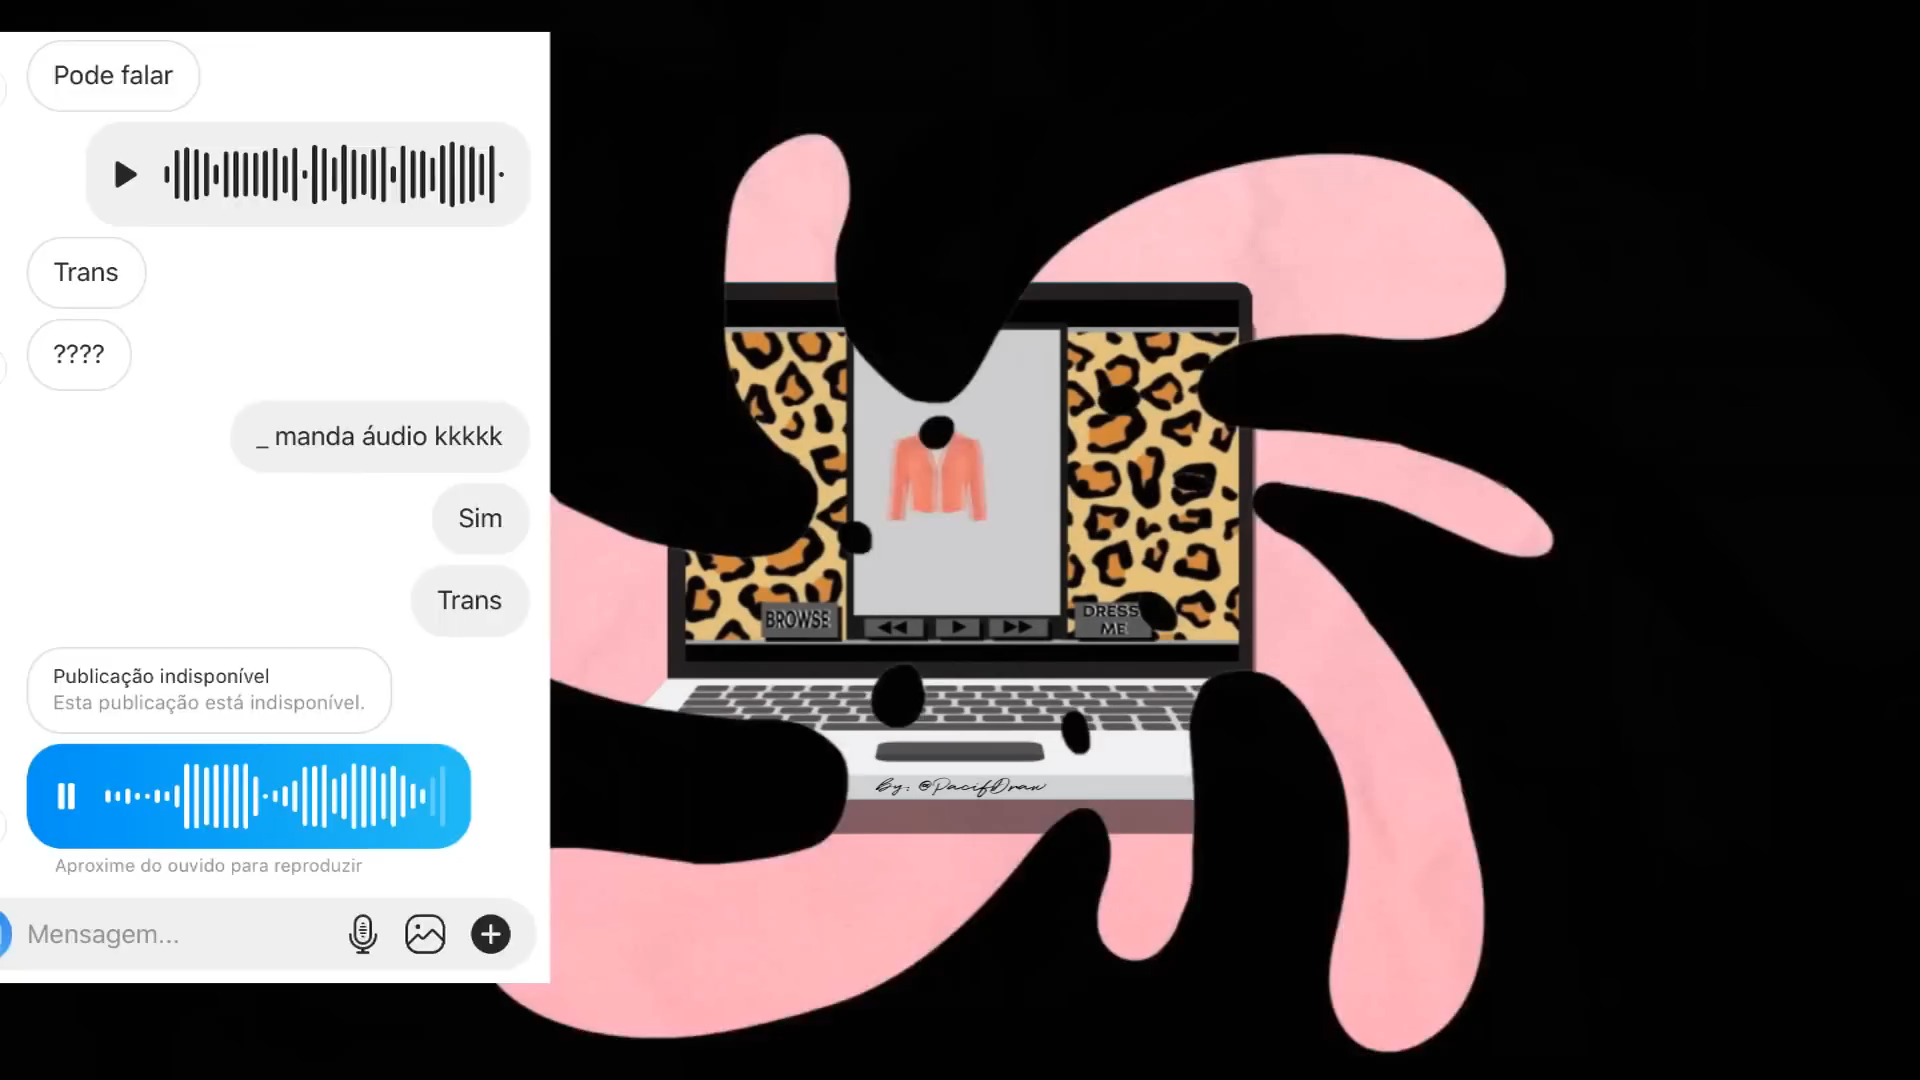 Pode falar
Trans
????
_ manda áudio kkkkk
Sim
Trans
Publicação indisponível
Esta publicação está indisponível.
Aproxime do ouvido para reproduzir
Mensagem...
BROWSE
DRESS
ME
By: @PacifDraw